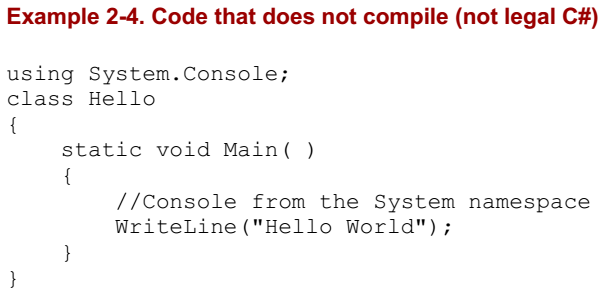 Example 2-4. Code that does not compile (not legal C#)
using System.Console;
class Hello
{
    static void Main( )
    {
        //Console from the System namespace
        WriteLine("Hello World");
    }
}